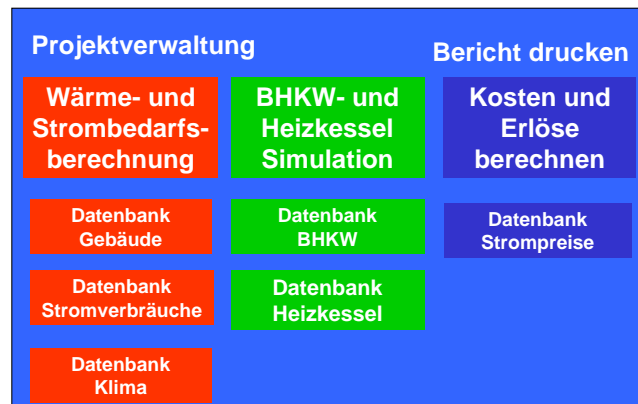 Projektverwaltung
Bericht drucken
Wärme- und
Strombedarfs-
berechnung
BHKW- und
Heizkessel
Simulation
Kosten und
Erlöse
berechnen
Datenbank
Gebäude
Datenbank
BHKW
Datenbank
Strompreise
Datenbank
Stromverbräuche
Datenbank
Heizkessel
Datenbank
Klima